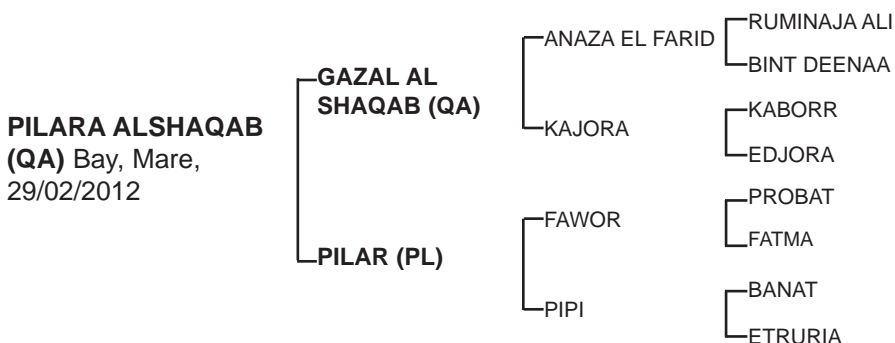 PILARA ALSHAQAB
(QA) Bay, Mare,
29/02/2012
GAZAL AL
SHAQAB (QA)
PILAR (PL)
ANAZA EL FARID
KAJORA
FAWOR
PIPI
RUMINAJA ALI
BINT DEENAA
KABORR
EDJORA
PROBAT
FATMA
BANAT
ETRURIA